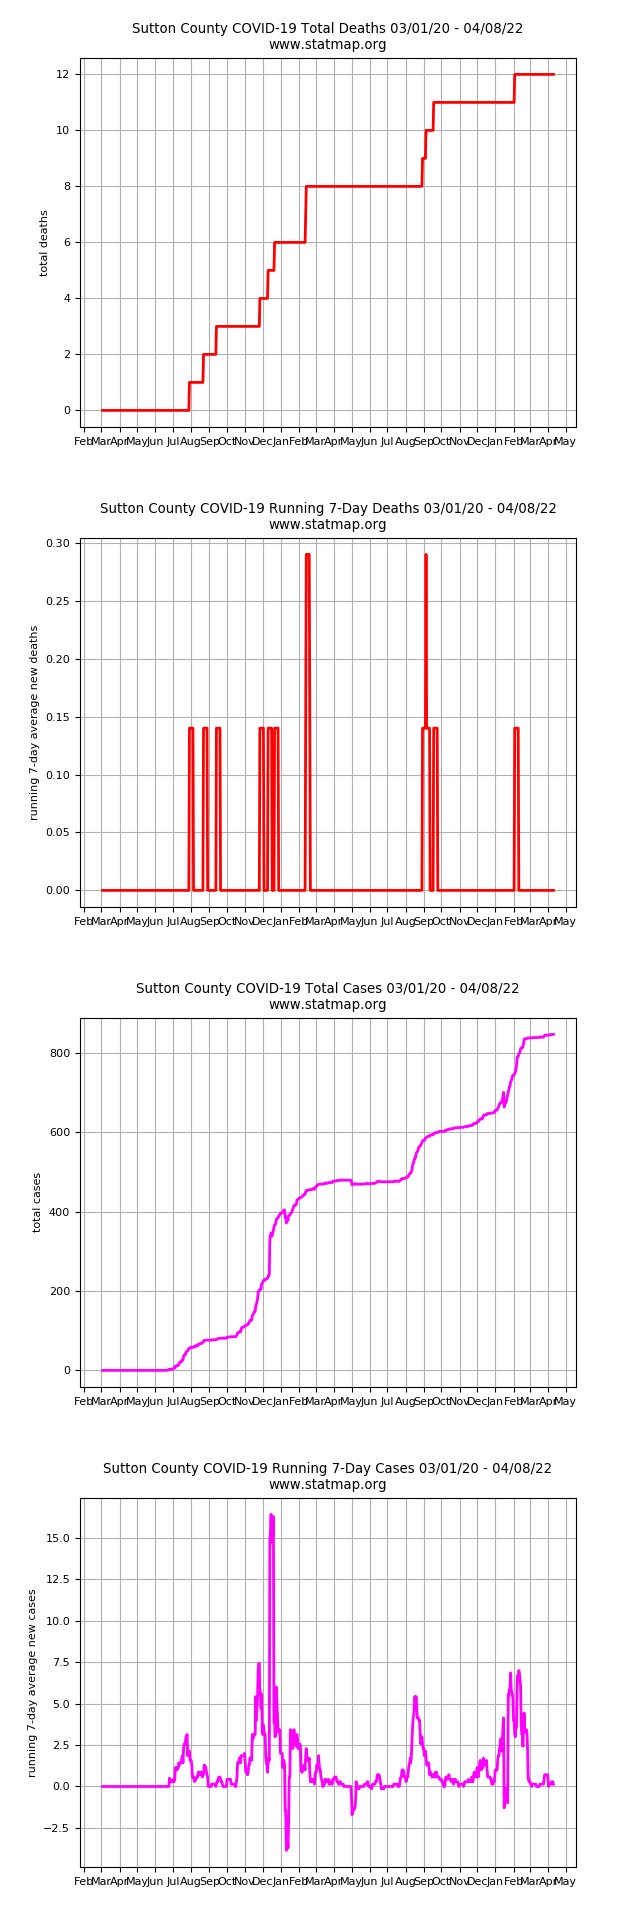 Sutton County COVID-19 Total Deaths 03/01/20 - 04/08/22
www.statmap.org
12
10
8
6
4
2
0
total deaths
Feb Mar Apr May Jun Jul Aug Sep Oct Nov Dec Jan Feb Mar Apr May Jun Jul Aug Sep Oct Nov Dec Jan Feb Mar Apr May
Sutton County COVID-19 Running 7-Day Deaths 03/01/20 - 04/08/22
www.statmap.org
0.30
0.25
0.20
0.15
0.10
0.05
0.00
running 7-day average new deaths
Feb Mar Apr May Jun Jul Aug Sep Oct Nov Dec Jan Feb Mar Apr May Jun Jul Aug Sep Oct Nov Dec Jan Feb Mar Apr May
Sutton County COVID-19 Total Cases 03/01/20 - 04/08/22
www.statmap.org
800
600
400
200
0
total cases
Feb Mar Apr May Jun Jul Aug Sep Oct Nov Dec Jan Feb Mar Apr May Jun Jul Aug Sep Oct Nov Dec Jan Feb Mar Apr May
Sutton County COVID-19 Running 7-Day Cases 03/01/20 - 04/08/22
www.statmap.org
15.0
12.5
10.0
7.5
5.0
2.5
0.0
−2.5
running 7-day average new cases
Feb Mar Apr May Jun Jul Aug Sep Oct Nov Dec Jan Feb Mar Apr May Jun Jul Aug Sep Oct Nov Dec Jan Feb Mar Apr May